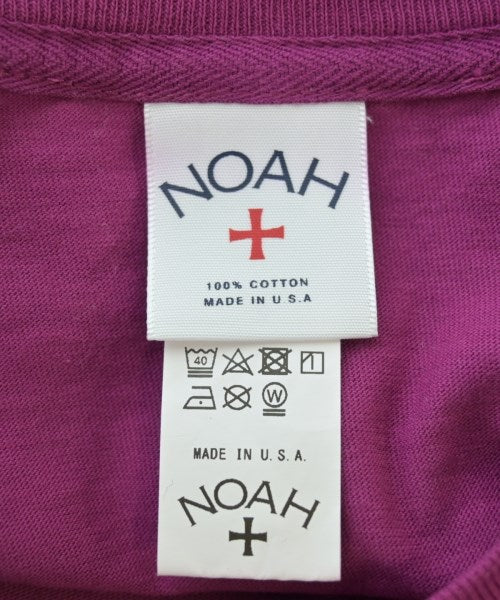 NOAH
100% COTTON
MADE IN U.S.A
40
W
MADE IN U.S.A.
NOAH